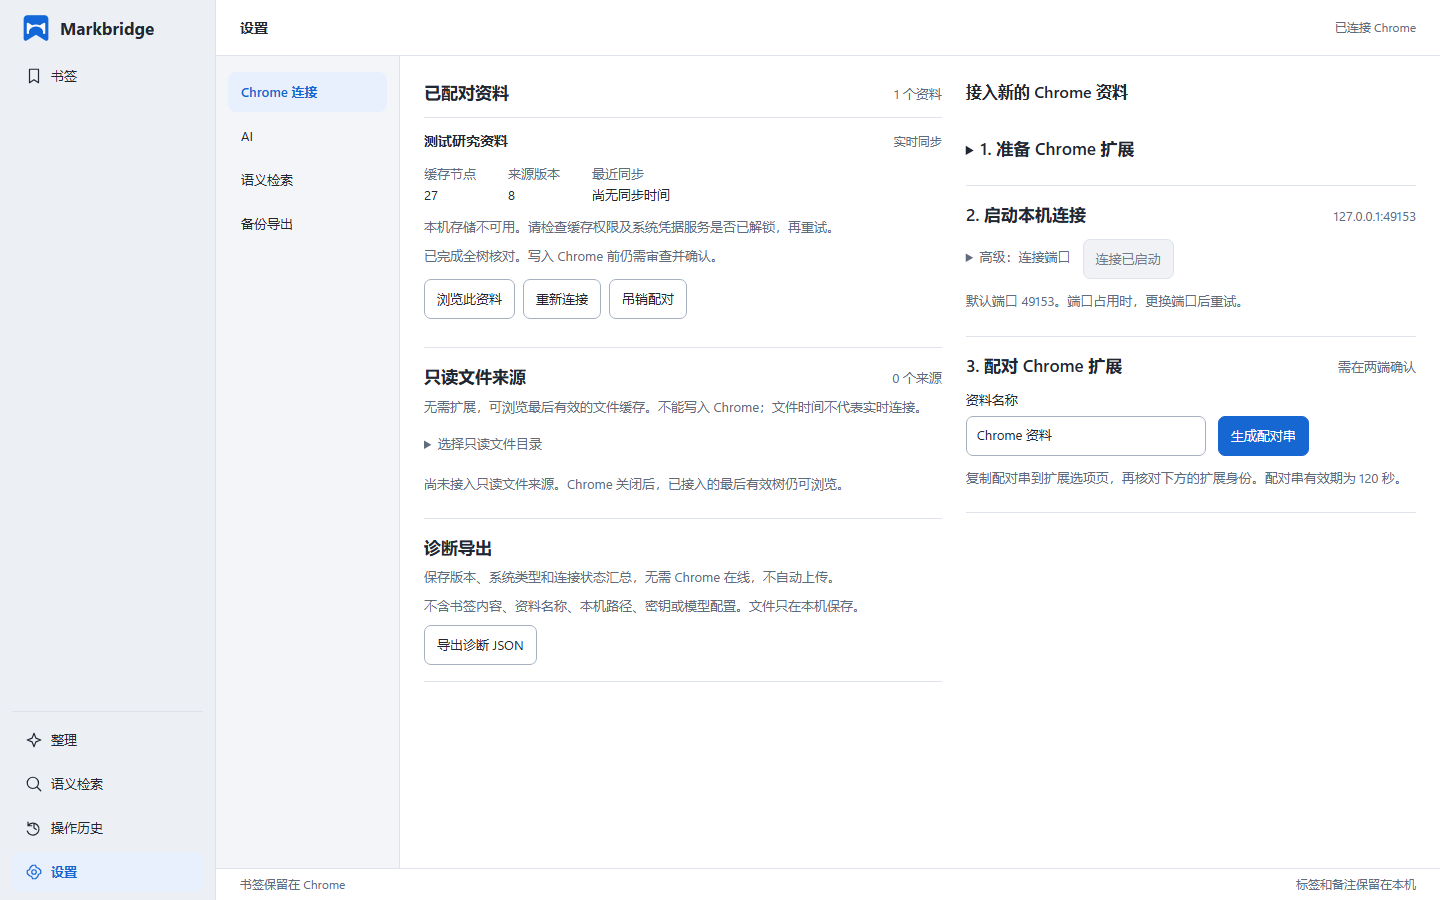 Markbridge
书签
整理
语义检索
操作历史
设置
设置
已连接 Chrome
Chrome 连接
AI
语义检索
备份导出
已配对资料
1 个资料
测试研究资料
实时同步
缓存节点 来源版本 最近同步
27 8 尚无同步时间
本机存储不可用。请检查缓存权限及系统凭据服务是否已解锁，再重试。
已完成全树核对。写入 Chrome 前仍需审查并确认。
浏览此资料 重新连接 吊销配对
只读文件来源
0 个来源
无需扩展，可浏览最后有效的文件缓存。不能写入 Chrome；文件时间不代表实时连接。
选择只读文件目录
尚未接入只读文件来源。Chrome 关闭后，已接入的最后有效树仍可浏览。
诊断导出
保存版本、系统类型和连接状态汇总，无需 Chrome 在线，不自动上传。
不含书签内容、资料名称、本机路径、密钥或模型配置。文件只在本机保存。
导出诊断 JSON
接入新的 Chrome 资料
1. 准备 Chrome 扩展
2. 启动本机连接
127.0.0.1:49153
高级：连接端口 连接已启动
默认端口 49153。端口占用时，更换端口后重试。
3. 配对 Chrome 扩展
需在两端确认
资料名称
Chrome 资料 生成配对串
复制配对串到扩展选项页，再核对下方的扩展身份。配对串有效期为 120 秒。
书签保留在 Chrome
标签和备注保留在本机